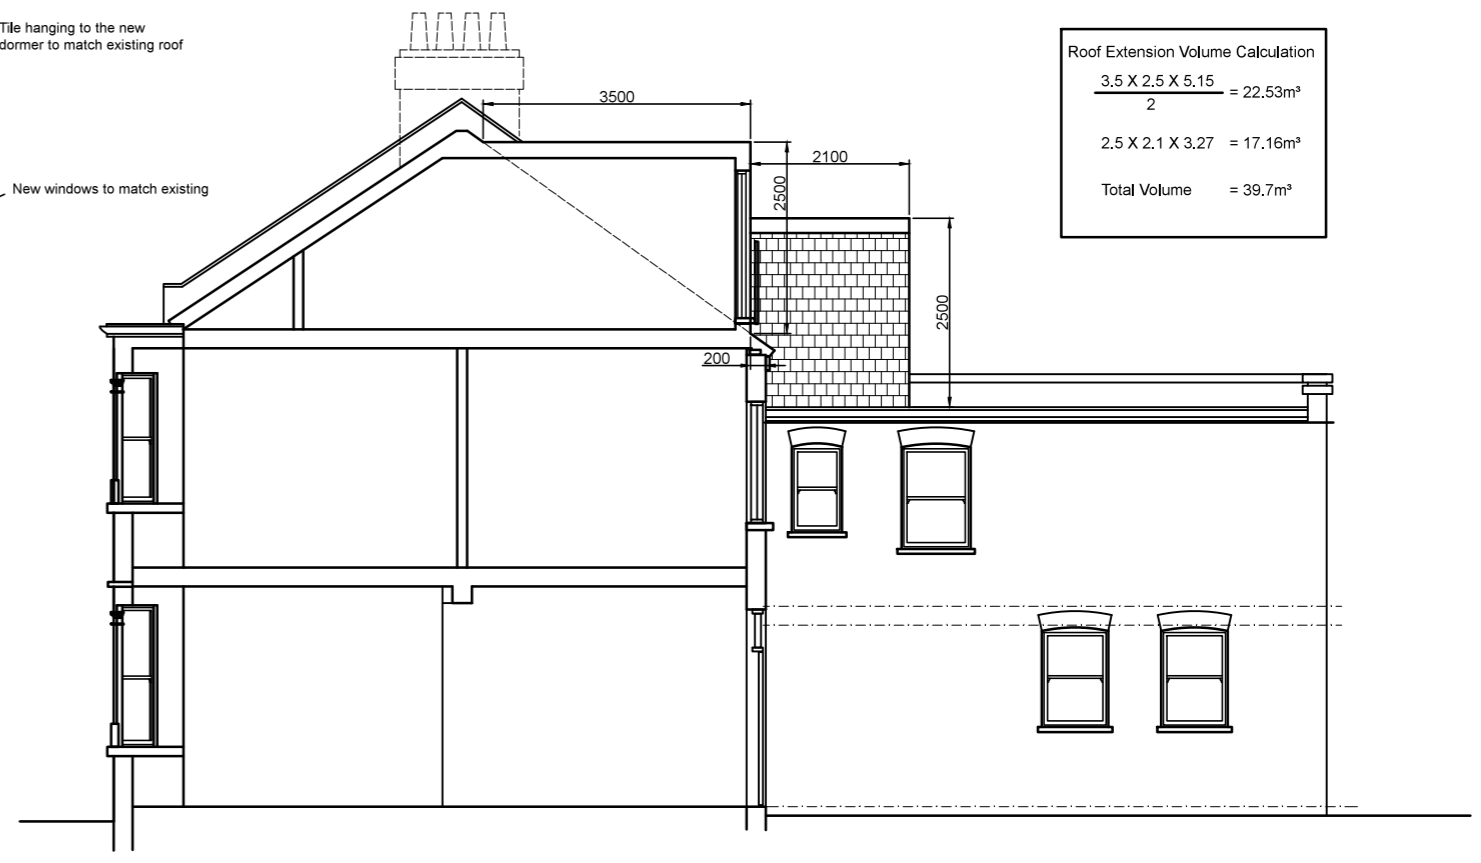 Tile hanging to the new
dormer to match existing roof
New windows to match existing
3500
2100
2500
2500
200
Roof Extension Volume Calculation
3.5 X 2.5 X 5.15
2
= 22.53m³
2.5 X 2.1 X 3.27 = 17.16m³
Total Volume = 39.7m³